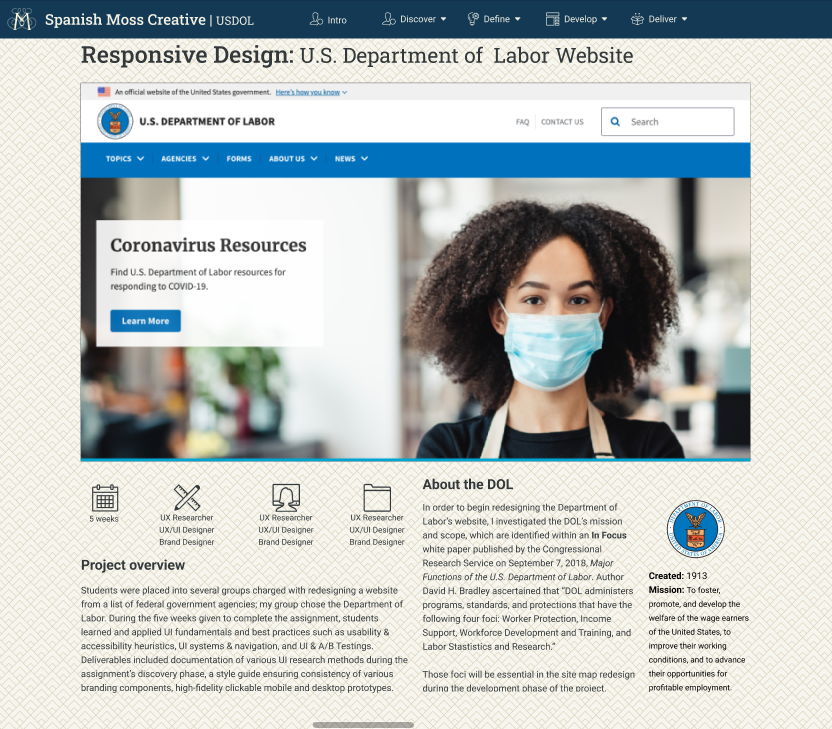 Spanish Moss Creative | USDOL
Intro
Discover
Define
Develop
Deliver
Responsive Design: U.S. Department of Labor Website
An official website of the United States government. Here's how you know
U.S. DEPARTMENT OF LABOR
FAQ
CONTACT US
Search
TOPICS
AGENCIES
FORMS
ABOUT US
NEWS
Coronavirus Resources
Find U.S. Department of Labor resources for
responding to COVID-19.
Learn More
5 weeks
UX Researcher
UX/UI Designer
Brand Designer
UX Researcher
UX/UI Designer
Brand Designer
UX Researcher
UX/UI Designer
Brand Designer
Project overview
Students were placed into several groups charged with redesigning a website
from a list of federal government agencies; my group chose the Department of
Labor. During the five weeks given to complete the assignment, students
learned and applied UI fundamentals and best practices such as usability &
accessibility heuristics, UI systems & navigation, and UI & A/B Testings.
Deliverables included documentation of various UI research methods during the
assignment's discovery phase, a style guide ensuring consistency of various
branding components, high-fidelity clickable mobile and desktop prototypes.
About the DOL
In order to begin redesigning the Department of
Labor's website, I investigated the DOL's mission
and scope, which are identified within an In Focus
white paper published by the Congressional
Research Service on September 7, 2018, Major
Functions of the U.S. Department of Labor. Author
David H. Bradley ascertained that "DOL administers
programs, standards, and protections that have the
following four foci: Worker Protection, Income
Support, Workforce Development and Training, and
Labor Stastistics and Research."
Those foci will be essential in the site map redesign
during the development phase of the project.
Created: 1913
Mission: To foster,
promote, and develop the
welfare of the wage earners
of the United States, to
improve their working
conditions, and to advance
their opportunities for
profitable employment.